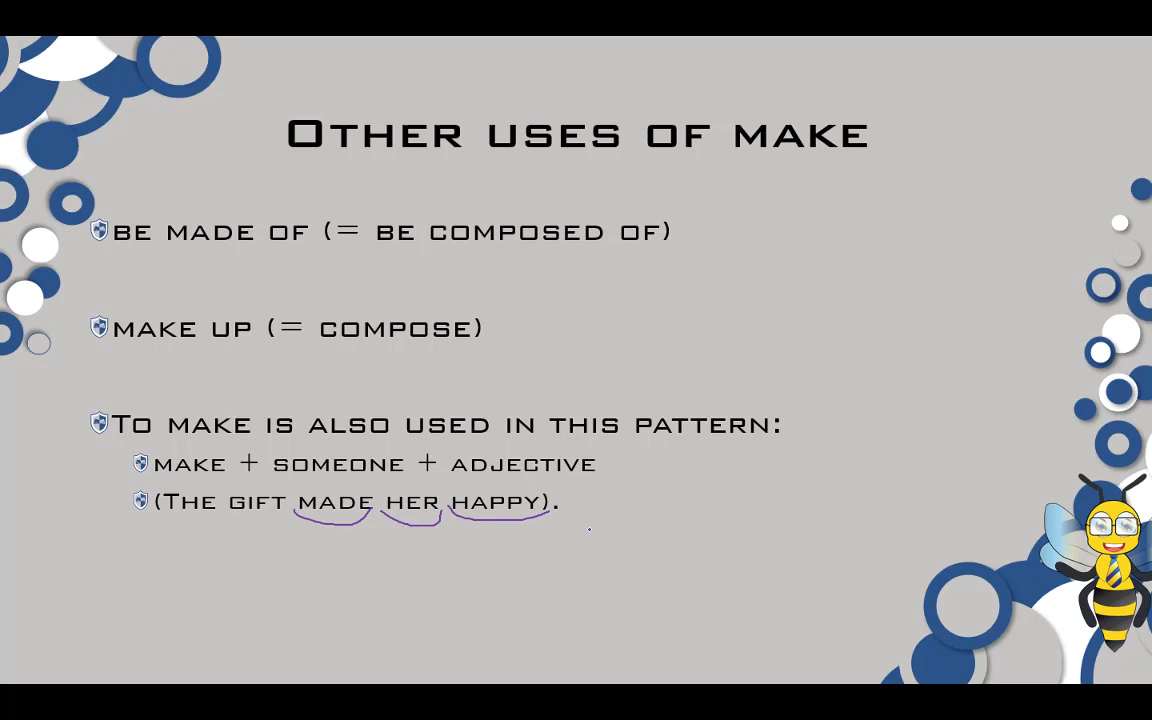 Other uses of make
be made of (= be composed of)
make up (= compose)
To make is also used in this pattern:
make + someone + adjective
(The gift made her happy).